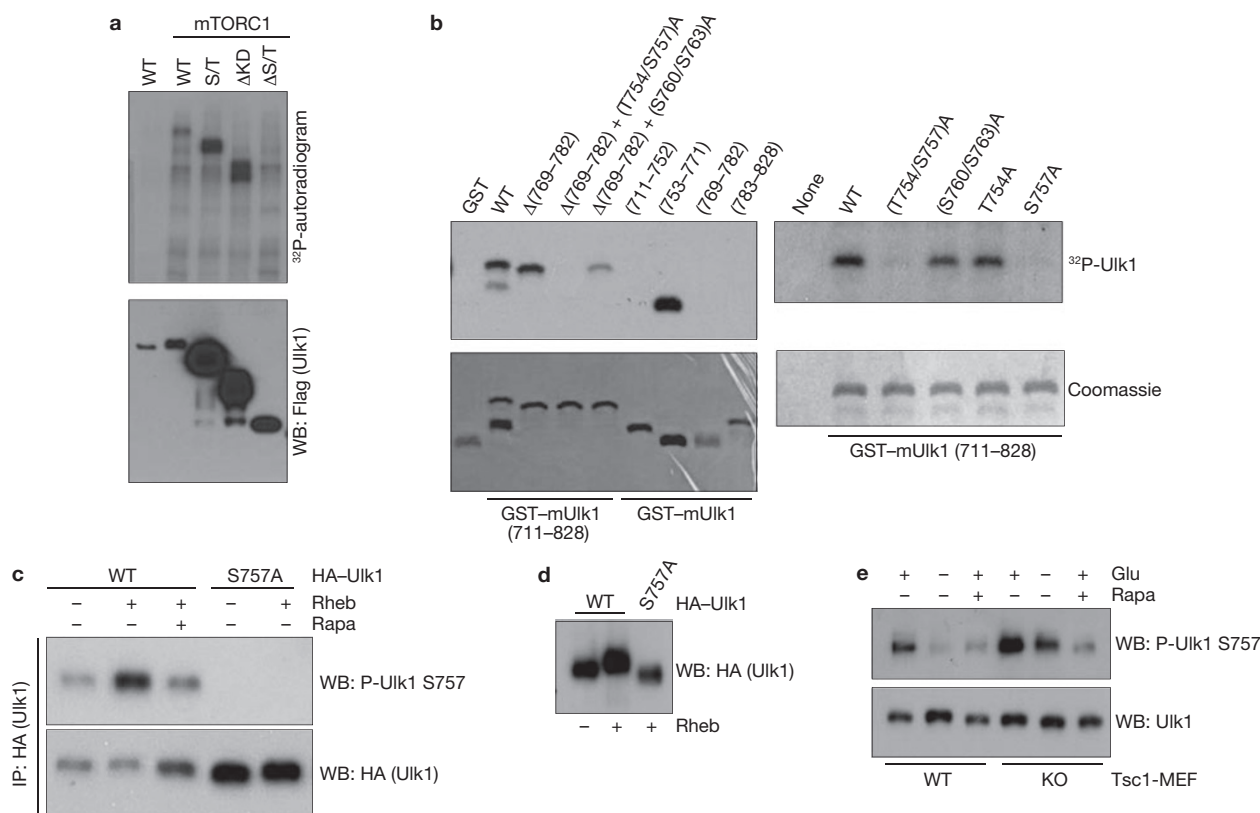 a
mTORC1
WT
WT
S/T
ΔKD
ΔS/T
³²P-autoradiogram
WB: Flag (Ulk1)
b
GST
WT
Δ(769–782)
Δ(769–782) + (T754/S757)A
Δ(769–782) + (S760/S763)A
(711–752)
(753–771)
(769–782)
(783–828)
GST–mUlk1
(711–828)
GST–mUlk1
None
WT
(T754/S757)A
(S760/S763)A
T754A
S757A
³²P-Ulk1
Coomassie
GST–mUlk1 (711–828)
c
WT S757A HA–Ulk1
– + + – + Rheb
– – + – – Rapa
IP: HA (Ulk1)
WB: P-Ulk1 S757
WB: HA (Ulk1)
d
WT S757A HA–Ulk1
WB: HA (Ulk1)
– + + Rheb
e
+ – + + – + Glu
– – + – – + Rapa
WB: P-Ulk1 S757
WB: Ulk1
WT KO Tsc1-MEF